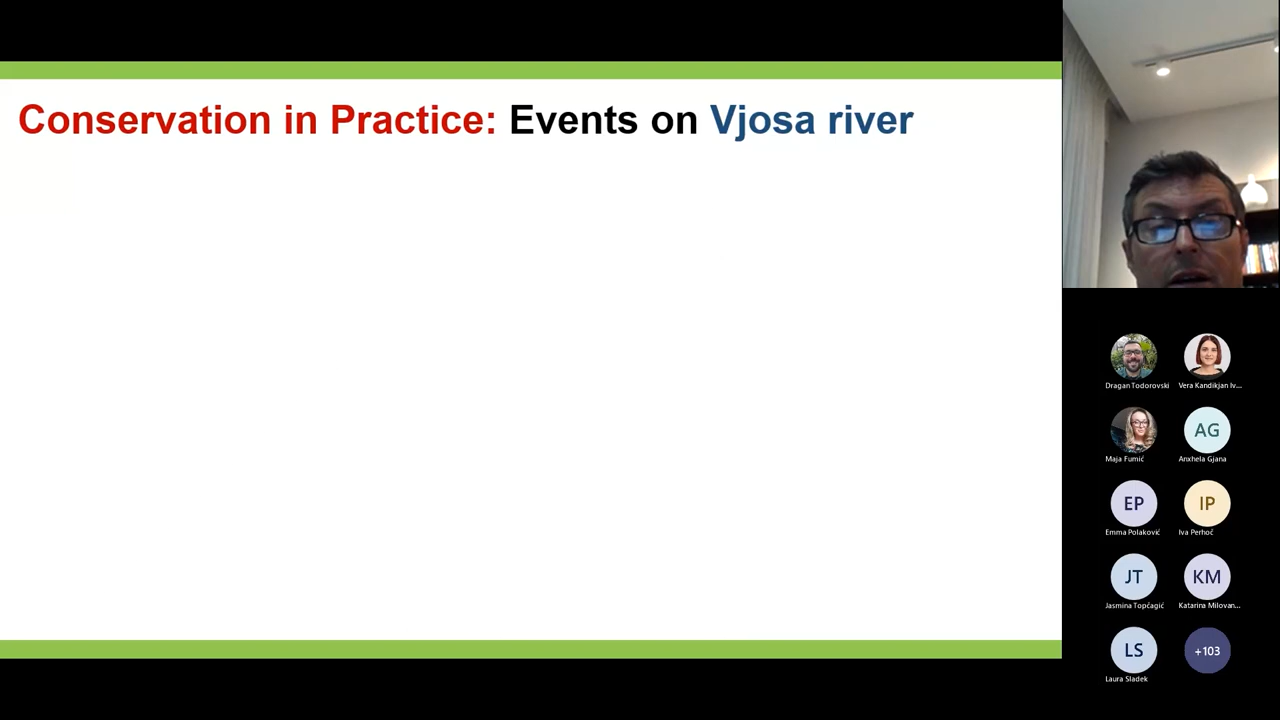 Conservation in Practice: Events on Vjosa river
Dragan Todorovski
Vera Kandikjan Iv...
Maja Fumić
AG
Anxhela Gjana
EP
Emma Polaković
IP
Iva Perhoč
JT
Jasmina Topčagić
KM
Katarina Milovan...
LS
Laura Sladek
+103